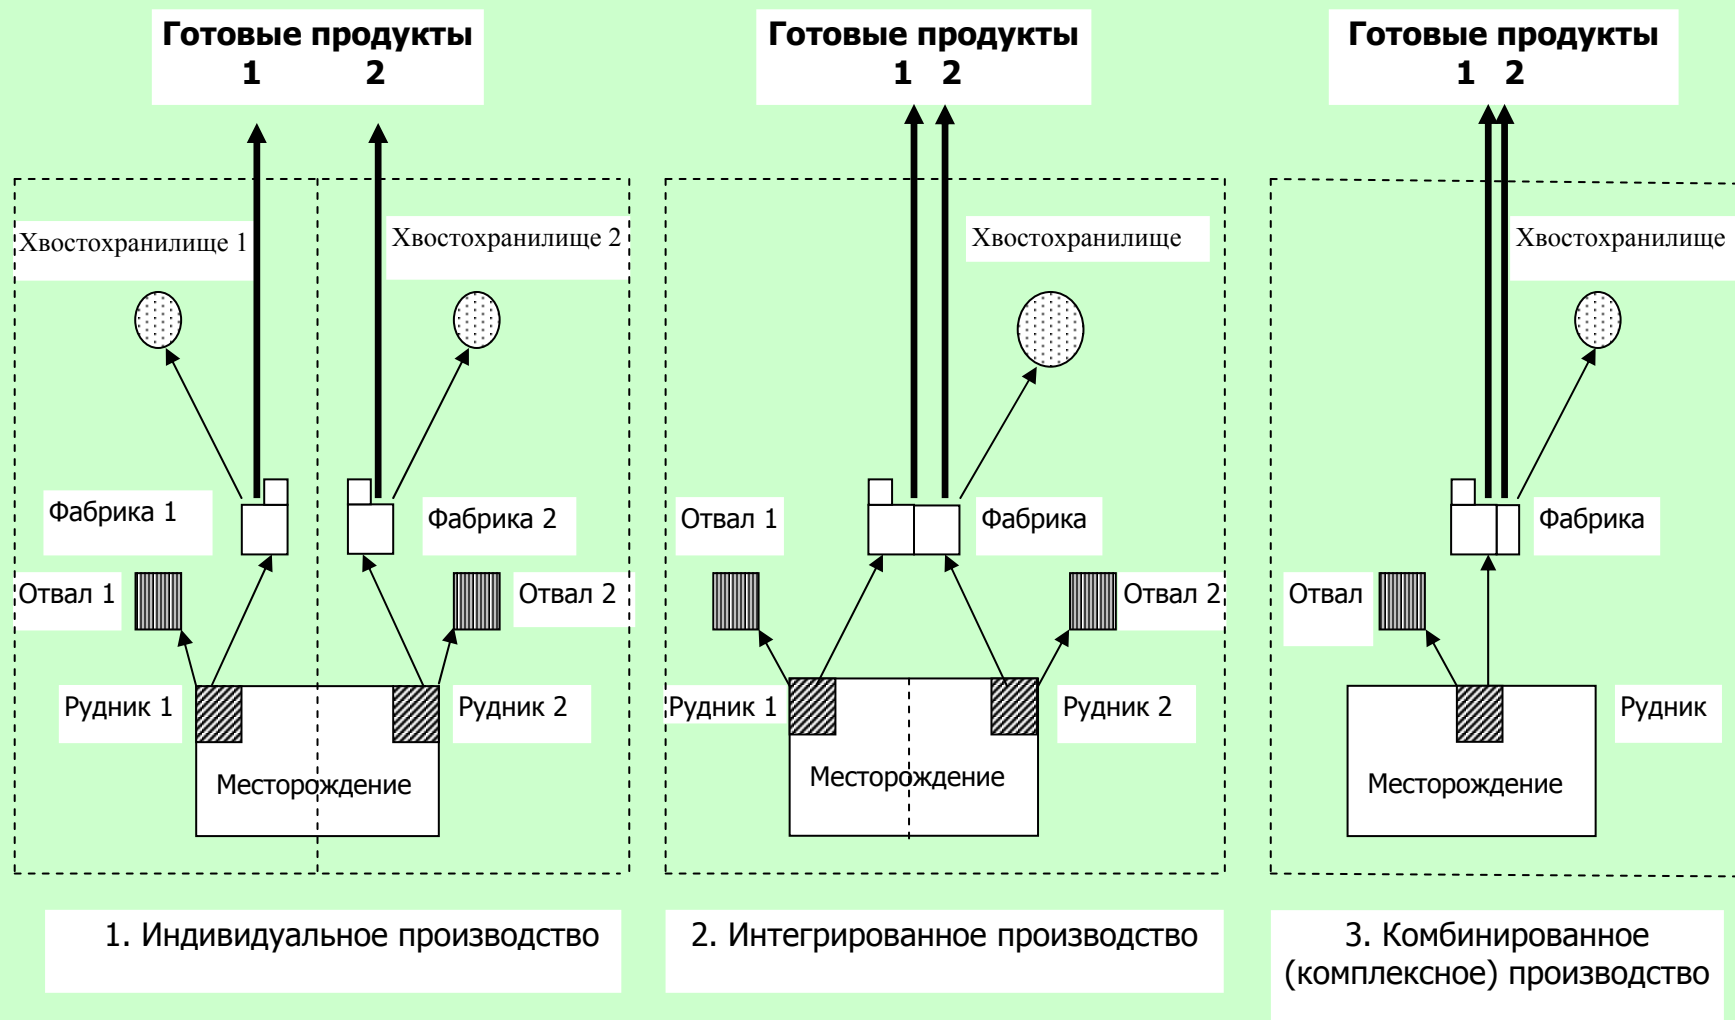 Готовые продукты
1 2
Хвостохранилище 1
Хвостохранилище 2
Фабрика 1
Фабрика 2
Отвал 1
Отвал 2
Рудник 1
Рудник 2
Месторождение
1. Индивидуальное производство
Готовые продукты
1 2
Хвостохранилище
Отвал 1
Фабрика
Отвал 2
Рудник 1
Рудник 2
Месторождение
2. Интегрированное производство
Готовые продукты
1 2
Хвостохранилище
Фабрика
Отвал
Рудник
Месторождение
3. Комбинированное
(комплексное) производство